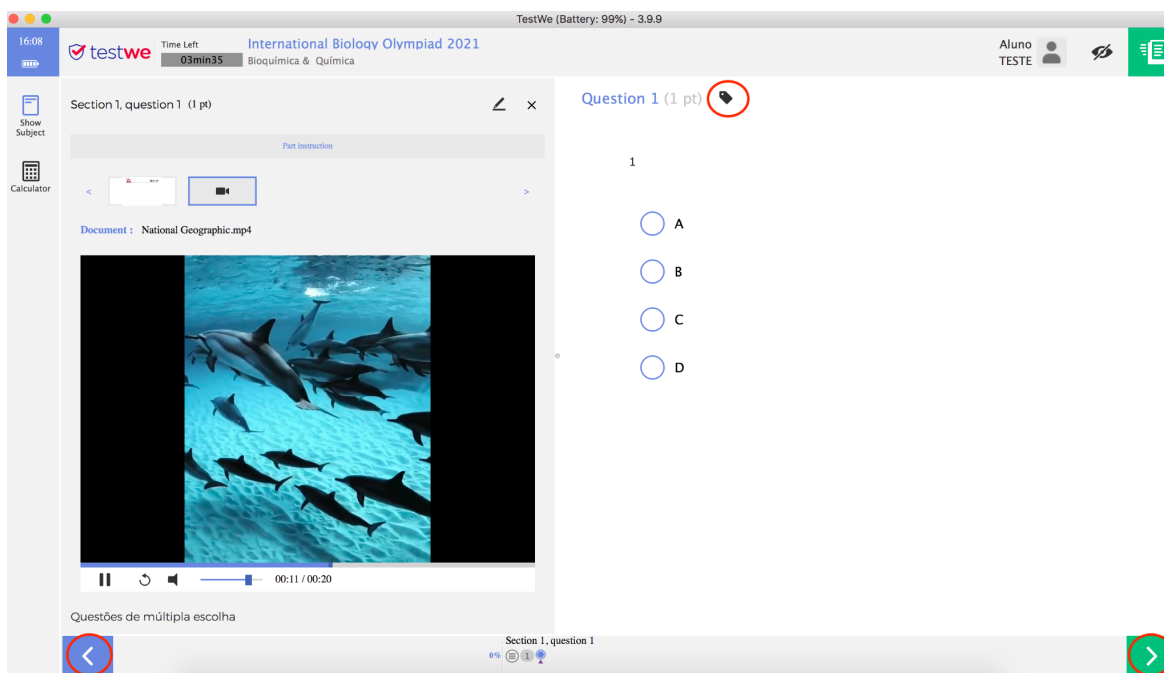 TestWe (Battery: 99%) - 3.9.9
16:08
testwe
Time Left
03min35
International Biology Olympiad 2021
Bioquímica & Química
Aluno
TESTE
Show
Subject
Calculator
Section 1, question 1 (1 pt)
Part instruction
<
>
Document : National Geographic.mp4
00:11 / 00:20
Questões de múltipla escolha
Question 1 (1 pt)
1
A
B
C
D
Section 1, question 1
0% 1